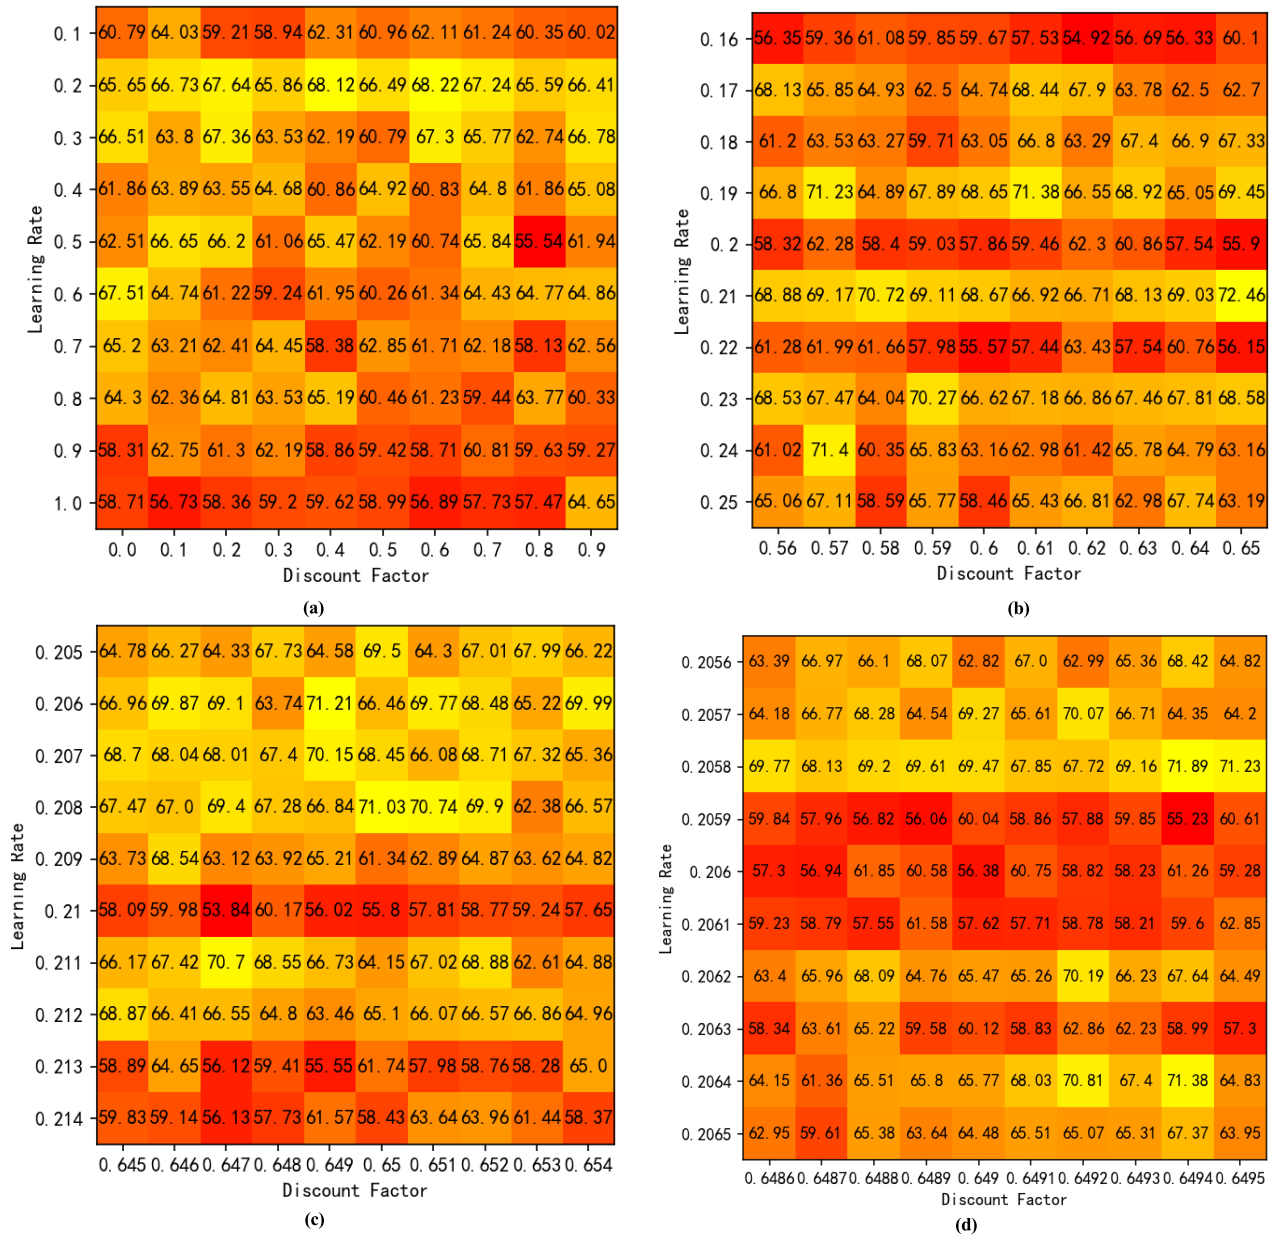 0.1 60.79 64.03 59.21 58.94 62.31 60.96 62.11 61.24 60.35 60.02
0.2 65.65 66.73 67.64 65.86 68.12 66.49 68.22 67.24 65.59 66.41
0.3 66.51 63.8 67.36 63.53 62.19 60.79 67.3 65.77 62.74 66.78
0.4 61.86 63.89 63.55 64.68 60.86 64.92 60.83 64.8 61.86 65.08
0.5 62.51 66.65 66.2 61.06 65.47 62.19 60.74 65.84 55.54 61.94
0.6 67.51 64.74 61.22 59.24 61.95 60.26 61.34 64.43 64.77 64.86
0.7 65.2 63.21 62.41 64.45 58.38 62.85 61.71 62.18 58.13 62.56
0.8 64.3 62.36 64.81 63.53 65.19 60.46 61.23 59.44 63.77 60.33
0.9 58.31 62.75 61.3 62.19 58.86 59.42 58.71 60.81 59.63 59.27
1.0 58.71 56.73 58.36 59.2 59.62 58.99 56.89 57.73 57.47 64.65
0.0 0.1 0.2 0.3 0.4 0.5 0.6 0.7 0.8 0.9
Learning Rate
Discount Factor
(a)
0.16 56.35 59.36 61.08 59.85 59.67 57.53 54.92 56.69 56.33 60.1
0.17 68.13 65.85 64.93 62.5 64.74 68.44 67.9 63.78 62.5 62.7
0.18 61.2 63.53 63.27 59.71 63.05 66.8 63.29 67.4 66.9 67.33
0.19 66.8 71.23 64.89 67.89 68.65 71.38 66.55 68.92 65.05 69.45
0.2 58.32 62.28 58.4 59.03 57.86 59.46 62.3 60.86 57.54 55.9
0.21 68.88 69.17 70.72 69.11 68.67 66.92 66.71 68.13 69.03 72.46
0.22 61.28 61.99 61.66 57.98 55.57 57.44 63.43 57.54 60.76 56.15
0.23 68.53 67.47 64.04 70.27 66.62 67.18 66.86 67.46 67.81 68.58
0.24 61.02 71.4 60.35 65.83 63.16 62.98 61.42 65.78 64.79 63.16
0.25 65.06 67.11 58.59 65.77 58.46 65.43 66.81 62.98 67.74 63.19
0.56 0.57 0.58 0.59 0.6 0.61 0.62 0.63 0.64 0.65
Learning Rate
Discount Factor
(b)
0.205 64.78 66.27 64.33 67.73 64.58 69.5 64.3 67.01 67.99 66.22
0.206 66.96 69.87 69.1 63.74 71.21 66.46 69.77 68.48 65.22 69.99
0.207 68.7 68.04 68.01 67.4 70.15 68.45 66.08 68.71 67.32 65.36
0.208 67.47 67.0 69.4 67.28 66.84 71.03 70.74 69.9 62.38 66.57
0.209 63.73 68.54 63.12 63.92 65.21 61.34 62.89 64.87 63.62 64.82
0.21 58.09 59.98 53.84 60.17 56.02 55.8 57.81 58.77 59.24 57.65
0.211 66.17 67.42 70.7 68.55 66.73 64.15 67.02 68.88 62.61 64.88
0.212 68.87 66.41 66.55 64.8 63.46 65.1 66.07 66.57 66.86 64.96
0.213 58.89 64.65 56.12 59.41 55.55 61.74 57.98 58.76 58.28 65.0
0.214 59.83 59.14 56.13 57.73 61.57 58.43 63.64 63.96 61.44 58.37
0.645 0.646 0.647 0.648 0.649 0.65 0.651 0.652 0.653 0.654
Learning Rate
Discount Factor
(c)
0.2056 63.39 66.97 66.1 68.07 62.82 67.0 62.99 65.36 68.42 64.82
0.2057 64.18 66.77 68.28 64.54 69.27 65.61 70.07 66.71 64.35 64.2
0.2058 69.77 68.13 69.2 69.61 69.47 67.85 67.72 69.16 71.89 71.23
0.2059 59.84 57.96 56.82 56.06 60.04 58.86 57.88 59.85 55.23 60.61
0.206 57.3 56.94 61.85 60.58 56.38 60.75 58.82 58.23 61.26 59.28
0.2061 59.23 58.79 57.55 61.58 57.62 57.71 58.78 58.21 59.6 62.85
0.2062 63.4 65.96 68.09 64.76 65.47 65.26 70.19 66.23 67.64 64.49
0.2063 58.34 63.61 65.22 59.58 60.12 58.83 62.86 62.23 58.99 57.3
0.2064 64.15 61.36 65.51 65.8 65.77 68.03 70.81 67.4 71.38 64.83
0.2065 62.95 59.61 65.38 63.64 64.48 65.51 65.07 65.31 67.37 63.95
0.6486 0.6487 0.6488 0.6489 0.649 0.6491 0.6492 0.6493 0.6494 0.6495
Learning Rate
Discount Factor
(d)